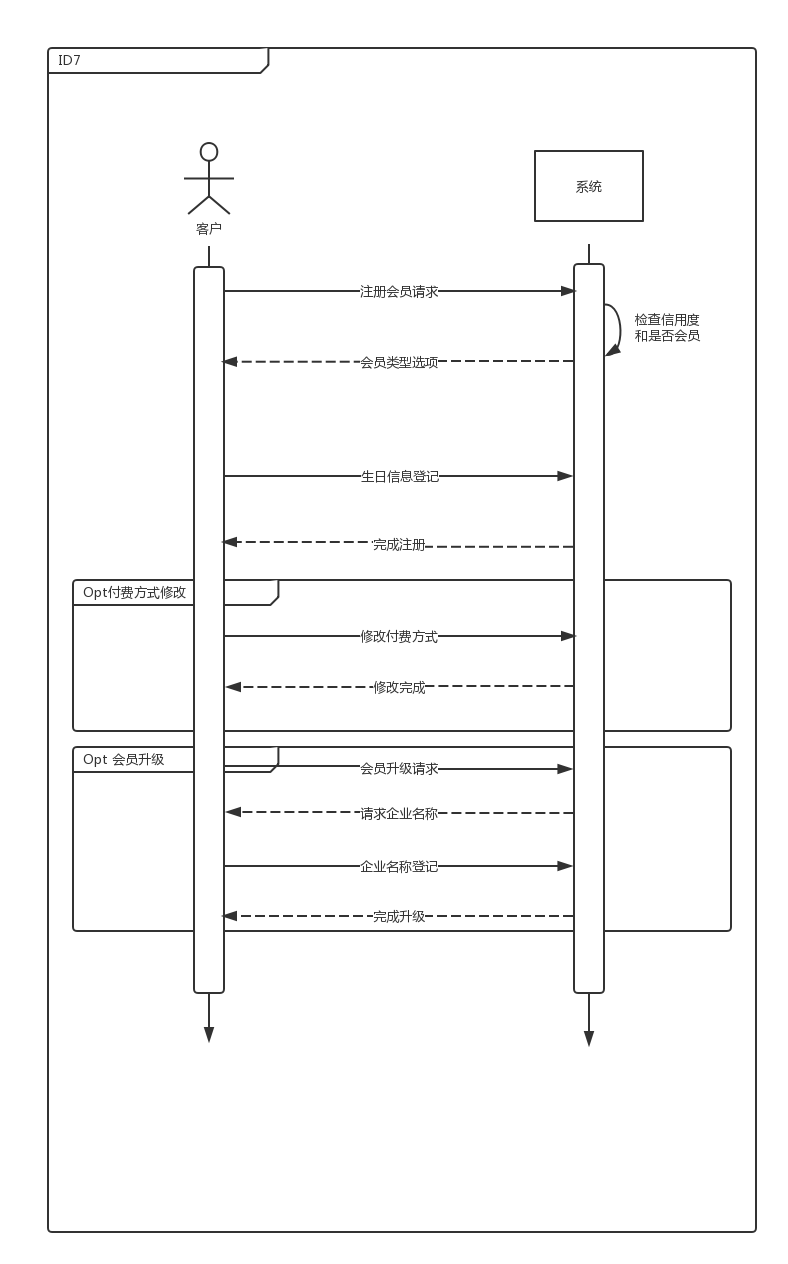 ID7
客户
系统
注册会员请求
检查信用度
和是否会员
会员类型选项
生日信息登记
完成注册
Opt付费方式修改
修改付费方式
修改完成
Opt 会员升级
会员升级请求
请求企业名称
企业名称登记
完成升级